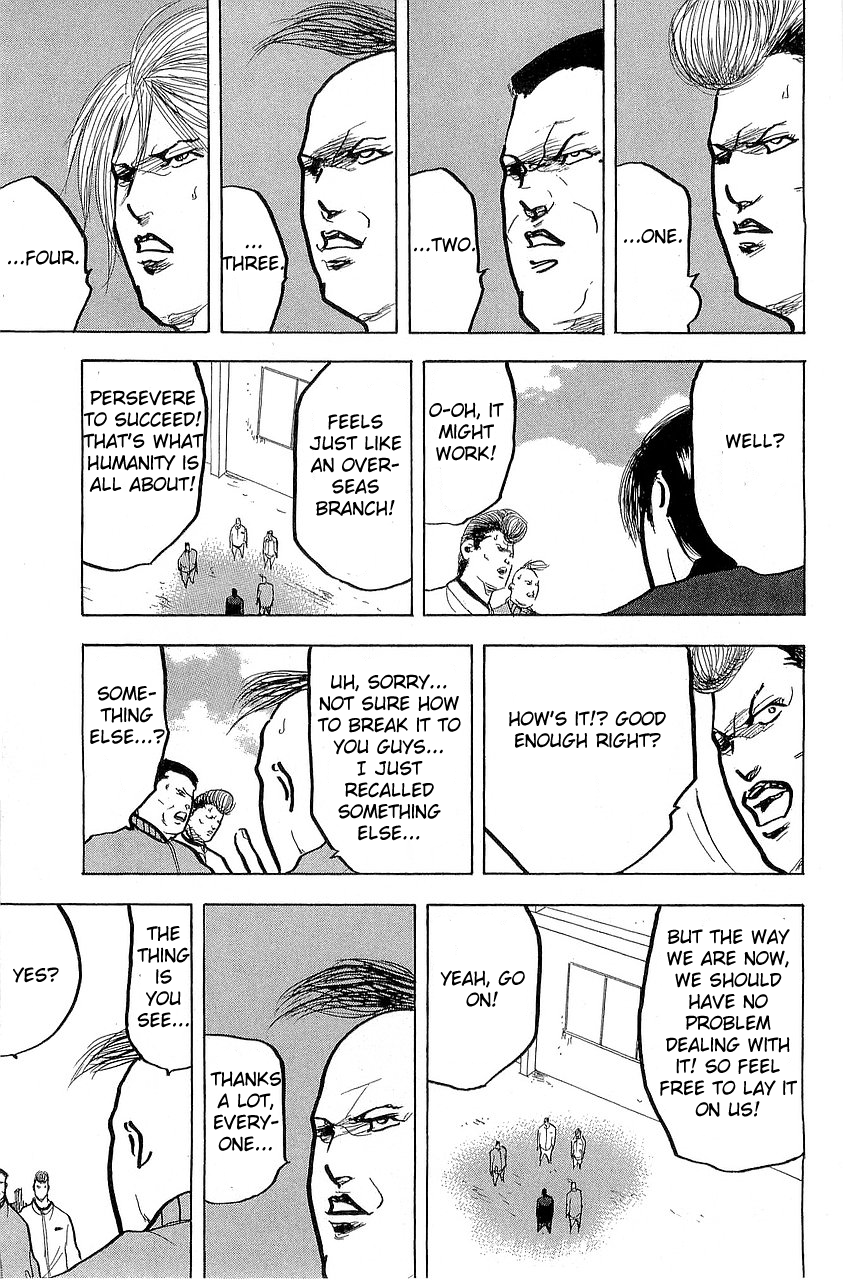 ...ONE.
...TWO.
...
THREE.
...FOUR.
WELL?
O-OH, IT
MIGHT
WORK!
FEELS
JUST LIKE
AN OVER-
SEAS
BRANCH!
PERSEVERE
TO SUCCEED!
THAT'S WHAT
HUMANITY IS
ALL ABOUT!
HOW'S IT!? GOOD
ENOUGH RIGHT?
UH, SORRY...
NOT SURE HOW
TO BREAK IT TO
YOU GUYS...
I JUST
RECALLED
SOMETHING
ELSE...
SOME-
THING
ELSE...?
BUT THE WAY
WE ARE NOW,
WE SHOULD
HAVE NO
PROBLEM
DEALING WITH
IT! SO FEEL
FREE TO LAY IT
ON US!
YEAH, GO
ON!
THANKS
A LOT,
EVERY-
ONE...
THE
THING
IS
YOU
SEE...
YES?